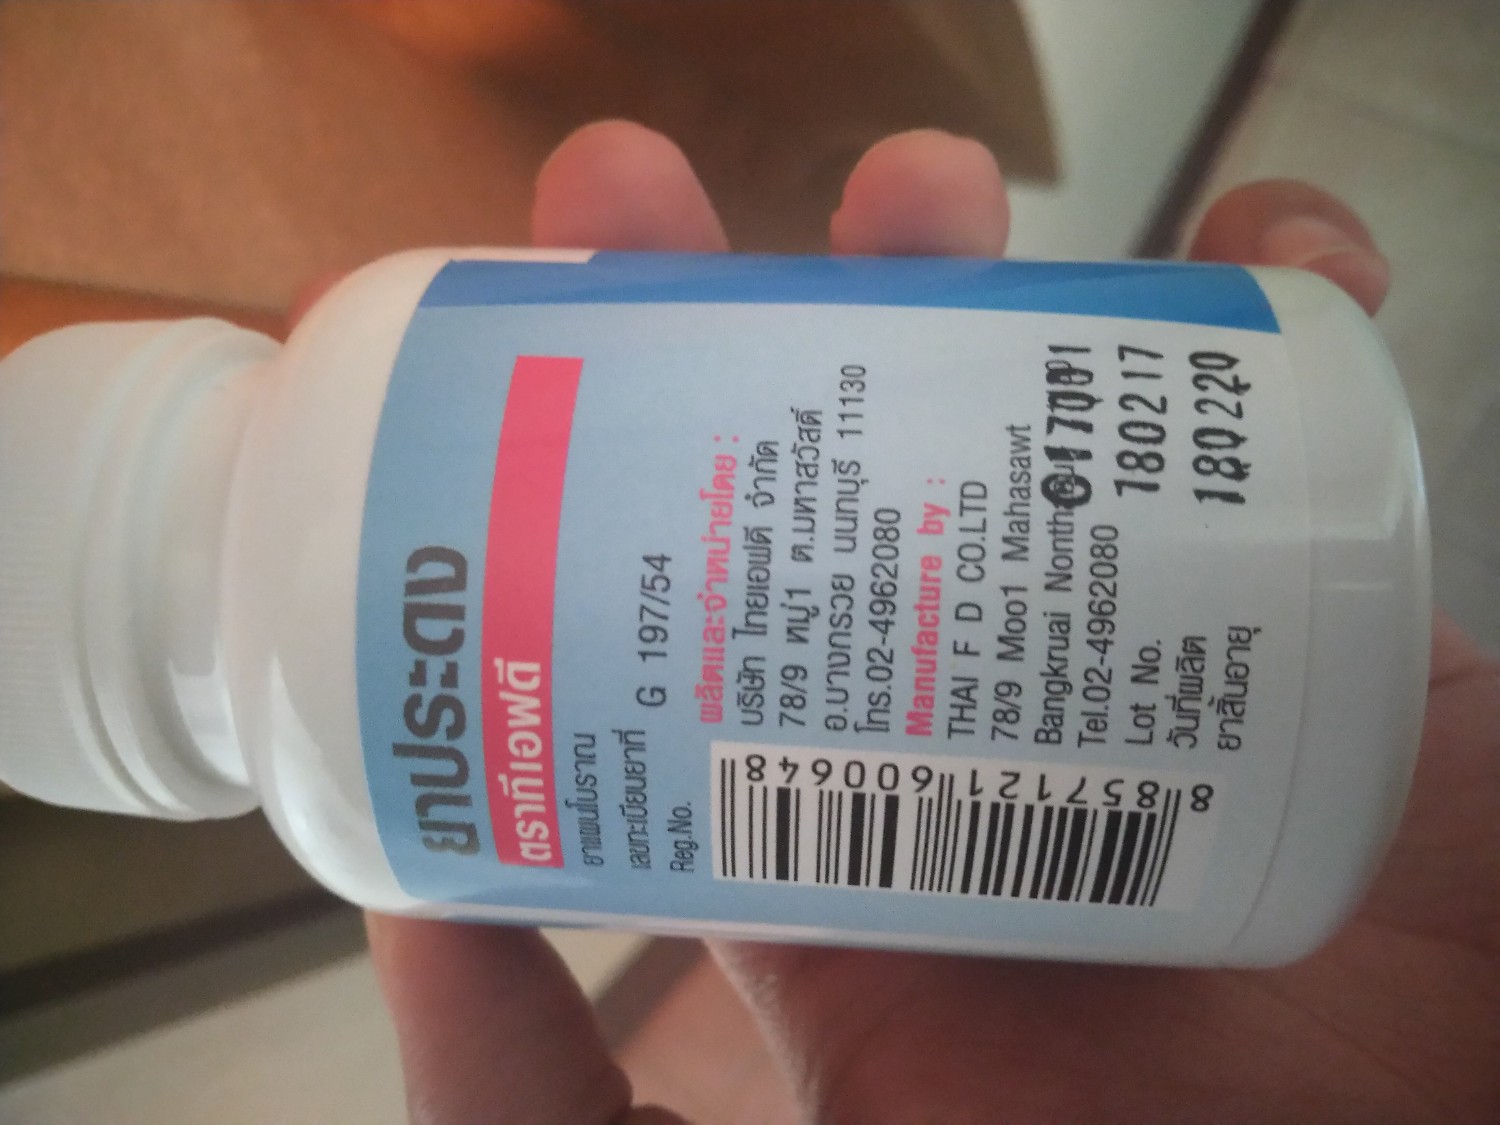 ยาประดง
ตราทีเอฟดี
ยาแผนโบราณ
เลขทะเบียนยาที่
Reg.No. G 197/54
ผลิตและจำหน่ายโดย :
บริษัท ไทยเอฟดี จำกัด
78/9 หมู่1 ต.มหาสวัสดิ์
อ.บางกรวย นนทบุรี 11130
โทร.02-4962080
Manufacture by :
THAI F D CO.LTD
78/9 Moo1 Mahasawt
Bangkruai
Tel.02-4962080
Lot No.
วันที่ผลิต 180217
ยาสิ้นอายุ 180220
8 857121 960064 8